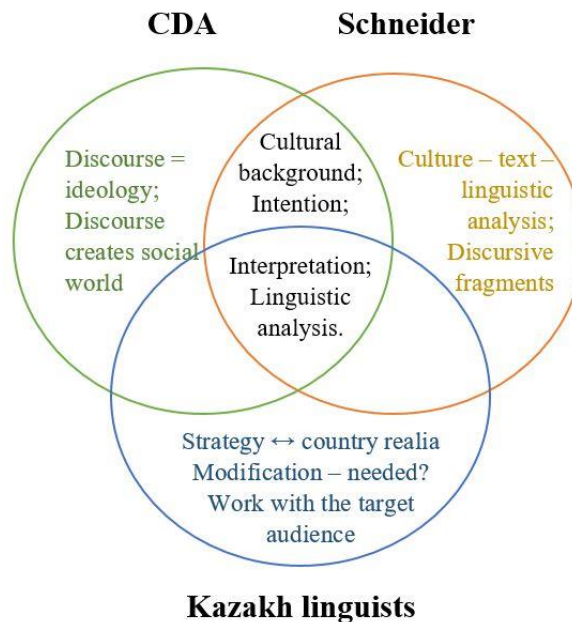 CDA
Schneider
Discourse =
ideology;
Discourse
creates social
world
Cultural
background;
Intention;
Culture – text –
linguistic
analysis;
Discursive
fragments
Interpretation;
Linguistic
analysis.
Strategy ↔ country realia
Modification – needed?
Work with the target
audience
Kazakh linguists